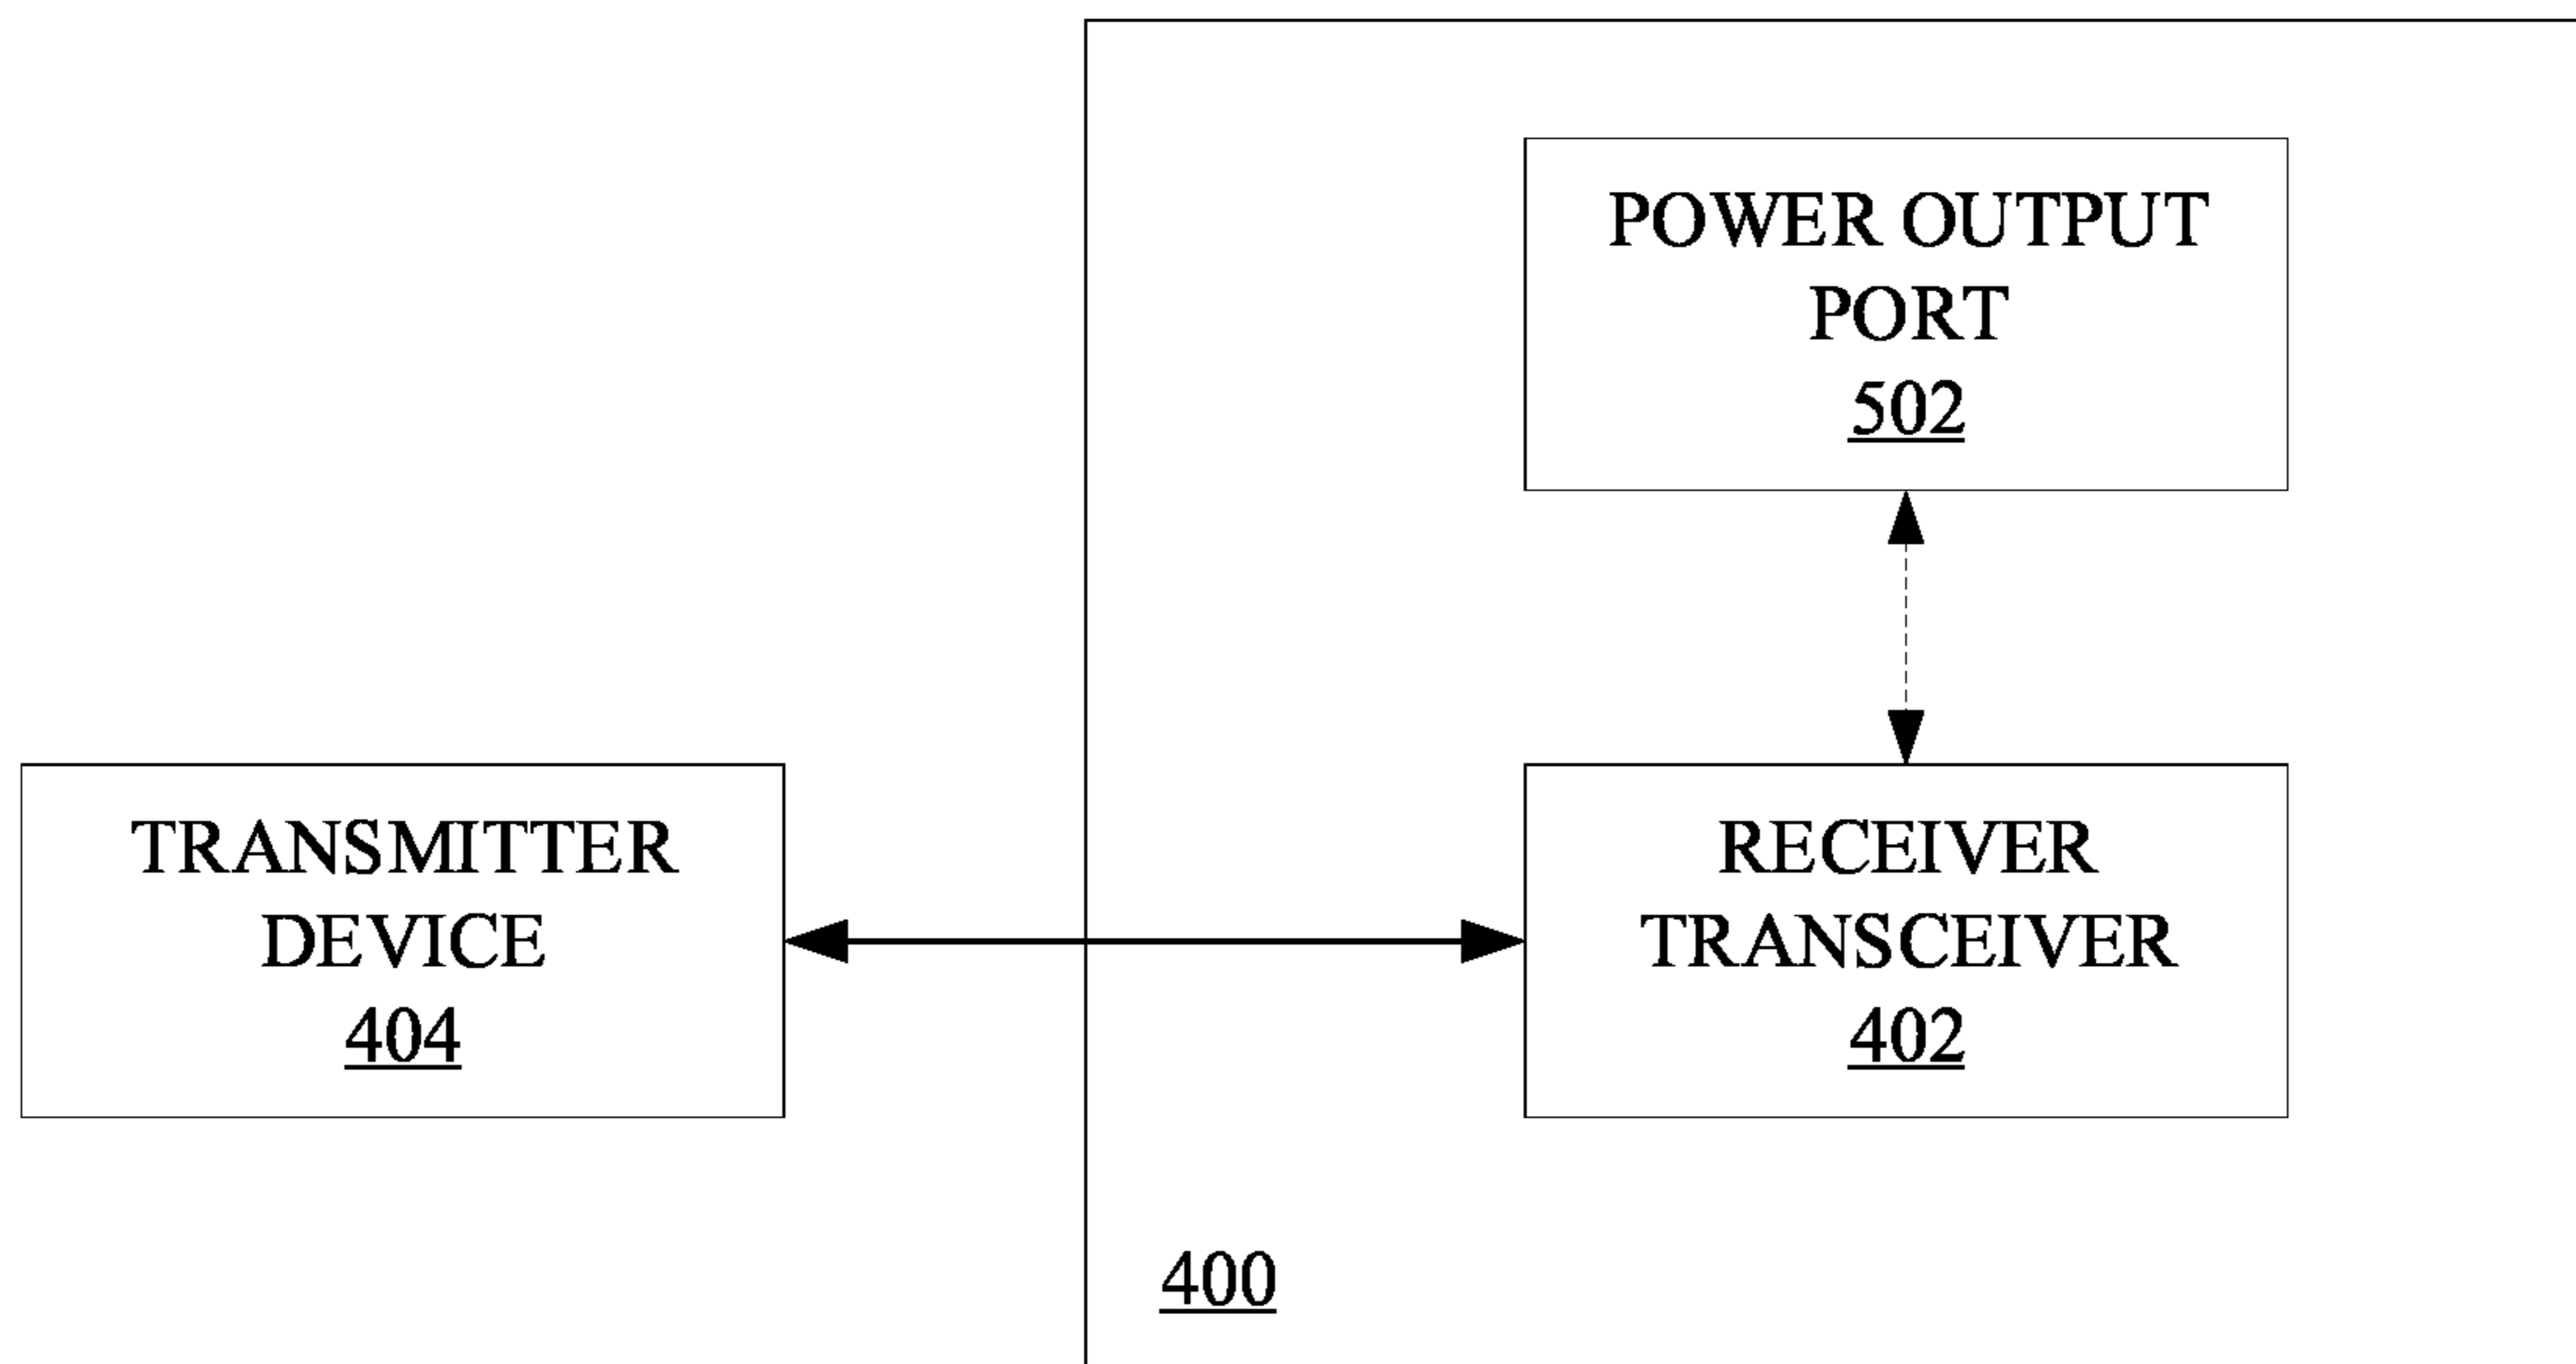 POWER OUTPUT
PORT
502
TRANSMITTER
DEVICE
404
RECEIVER
TRANSCEIVER
402
400